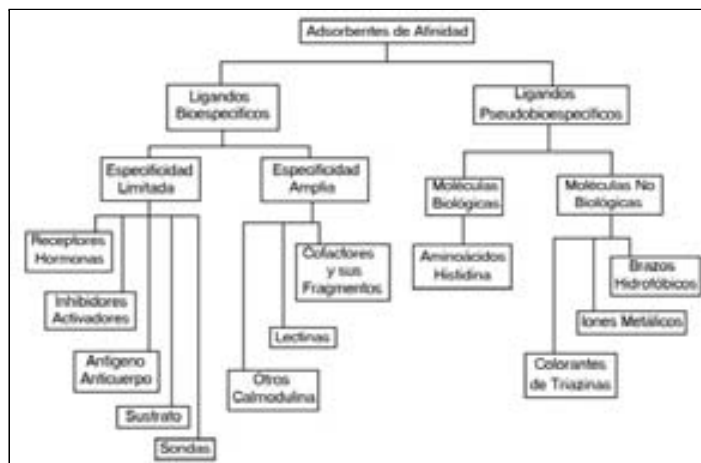 Adsorbentes de Afinidad
Ligandos
Bioespecíficos
Ligandos
Pseudobioespecíficos
Especificidad
Limitada
Especificidad
Amplia
Moléculas
Biológicas
Moléculas No
Biológicas
Receptores
Hormonas
Inhibidores
Activadores
Antígeno
Anticuerpo
Sustrato
Sondas
Cofactores
y sus
Fragmentos
Lectinas
Otros
Calmodulina
Aminoácidos
Histidina
Brazos
Hidrofóbicos
Iones Metálicos
Colorantes
de Triazinas